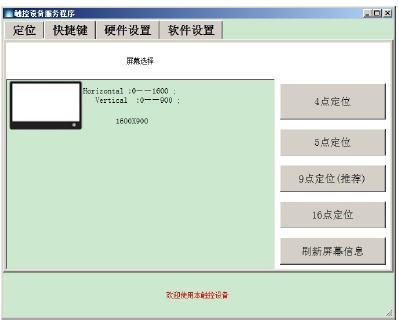 触控设备服务程序
定位 快捷键 硬件设置 软件设置
屏幕选择
Horizontal :0——1600 ;
Vertical :0——900 ;
1600X900
4点定位
5点定位
9点定位(推荐)
16点定位
刷新屏幕信息
欢迎使用本触控设备